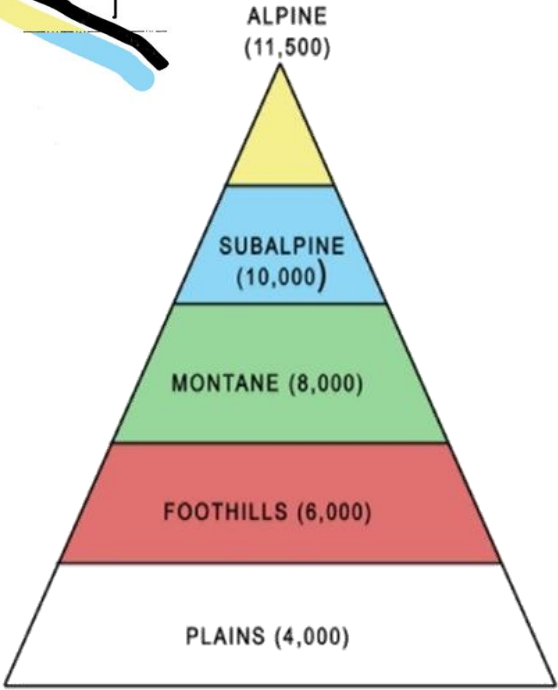 ALPINE
(11,500)
SUBALPINE
(10,000)
MONTANE (8,000)
FOOTHILLS (6,000)
PLAINS (4,000)